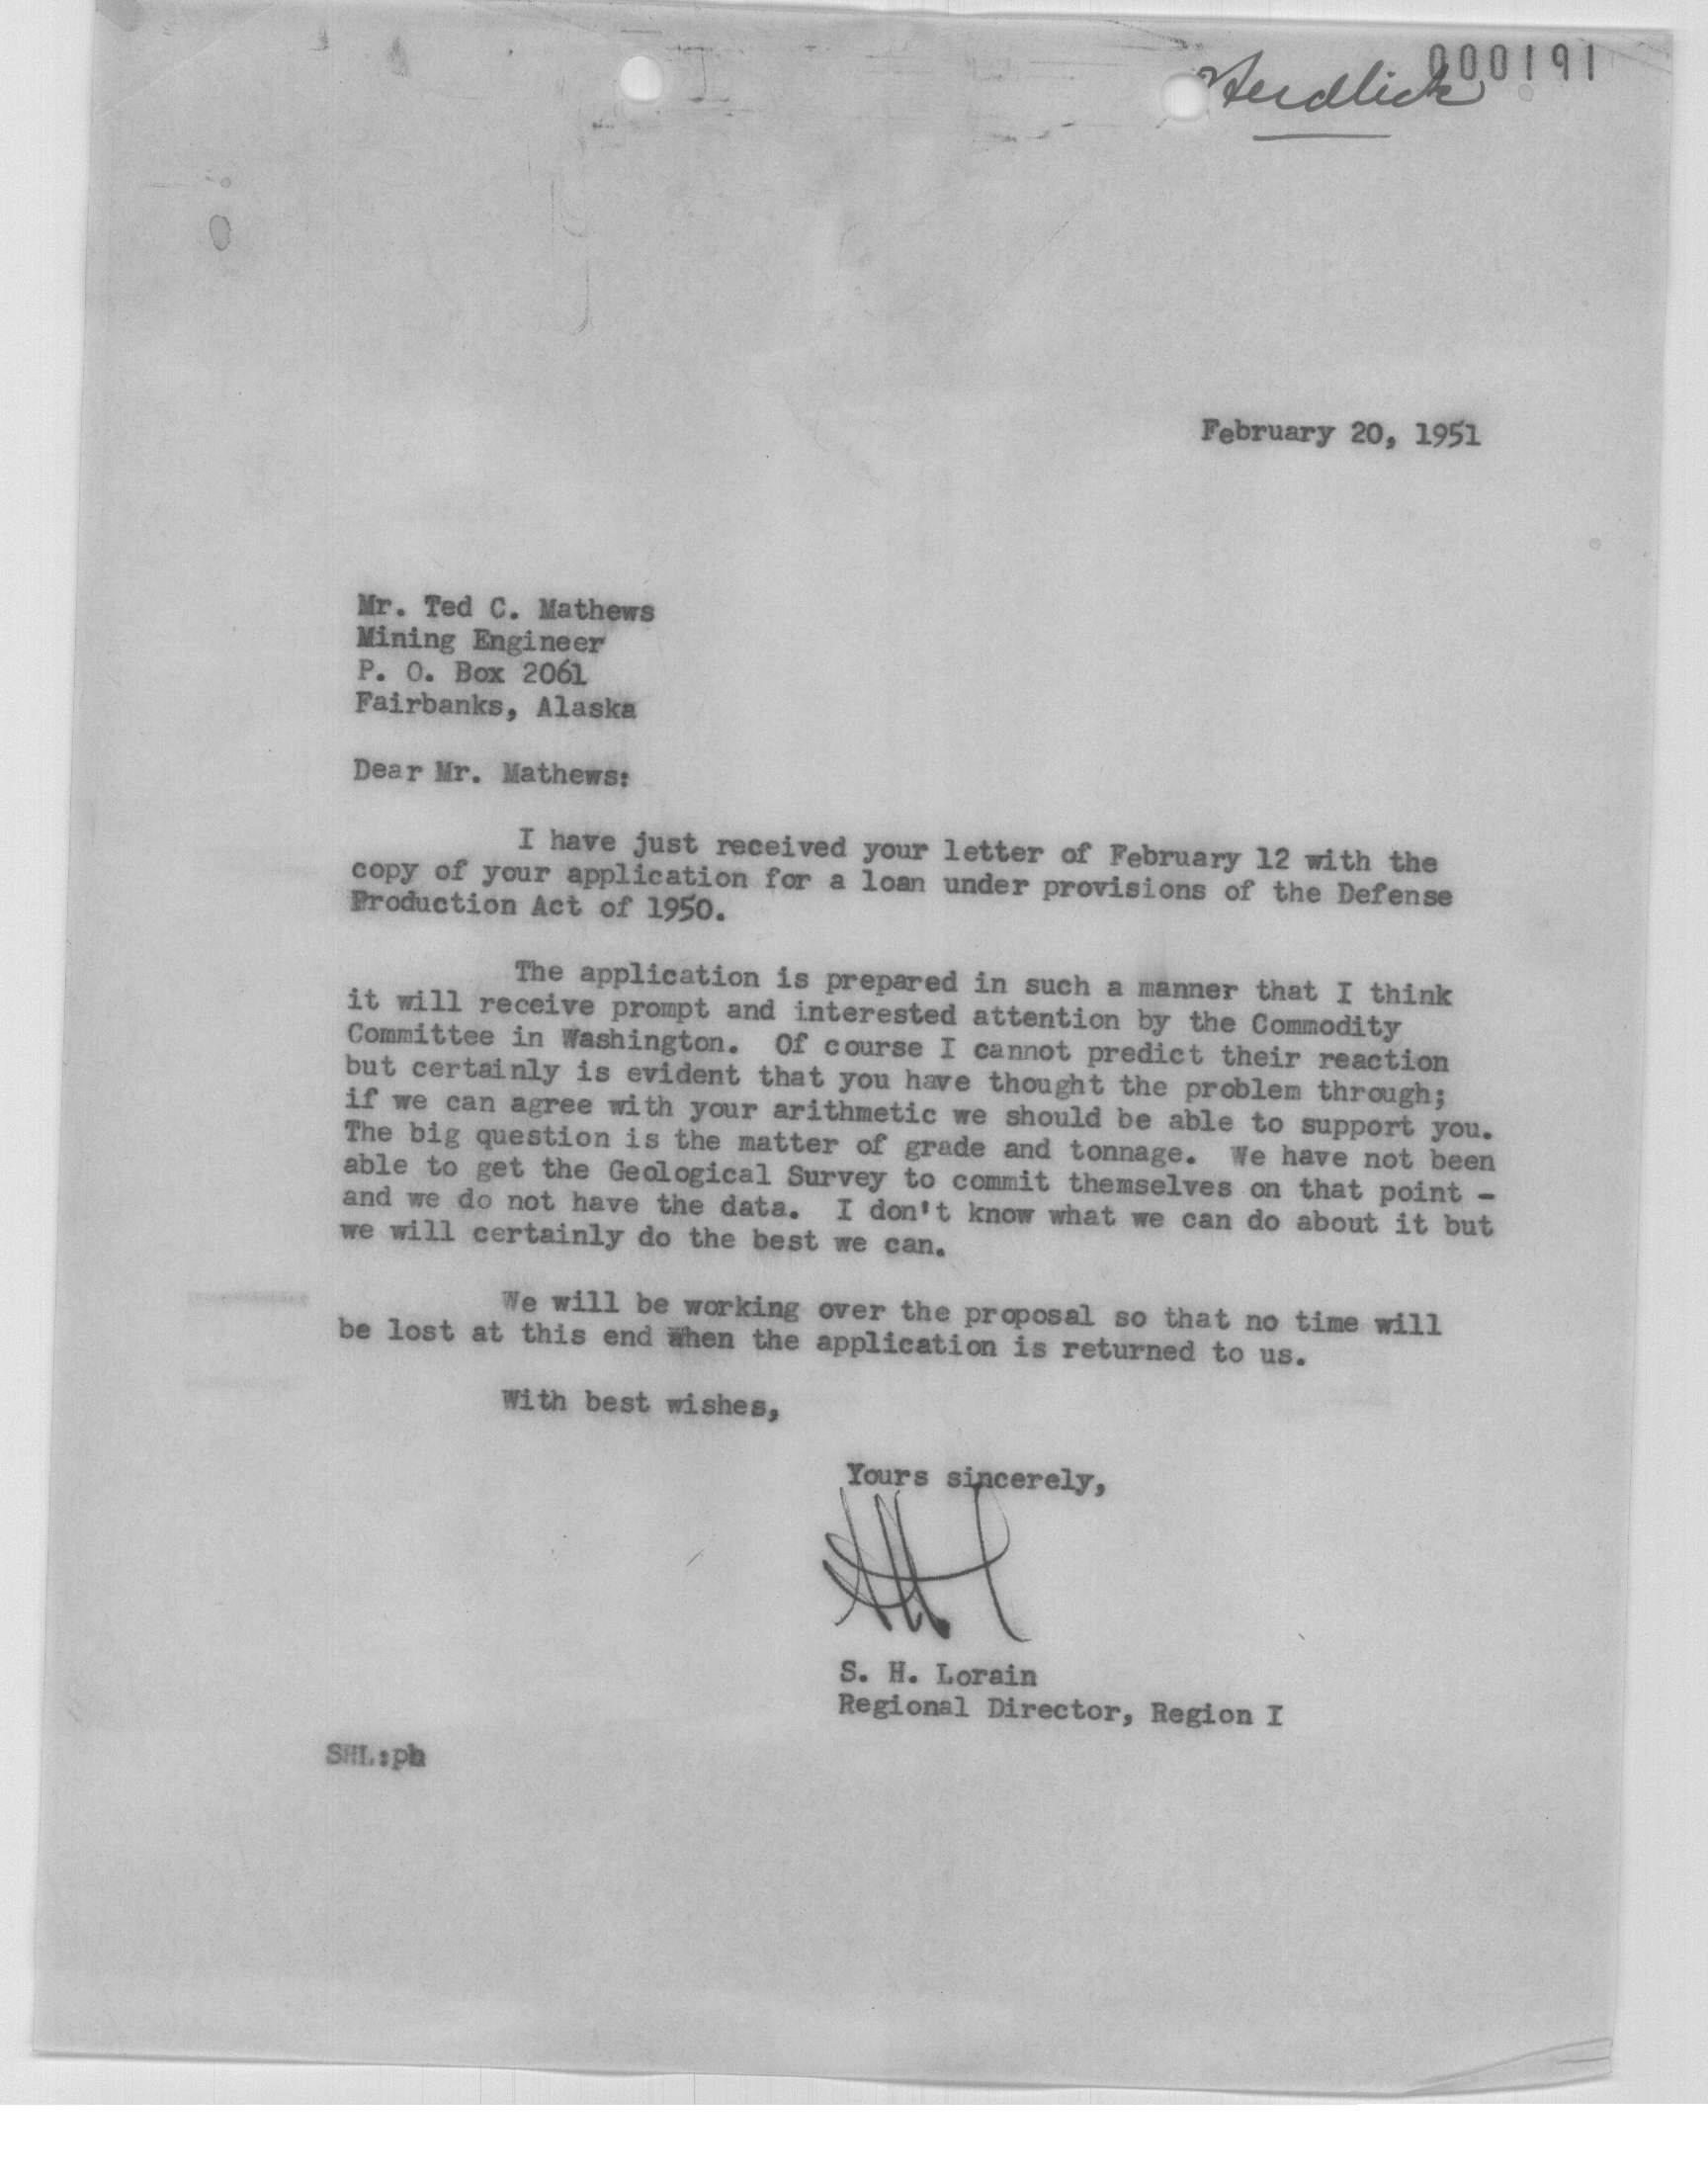 000191
Herdlick
February 20, 1951
Mr. Ted C. Mathews
Mining Engineer
P. O. Box 2061
Fairbanks, Alaska
Dear Mr. Mathews:
I have just received your letter of February 12 with the
copy of your application for a loan under provisions of the Defense
Production Act of 1950.
The application is prepared in such a manner that I think
it will receive prompt and interested attention by the Commodity
Committee in Washington. Of course I cannot predict their reaction
but certainly is evident that you have thought the problem through;
if we can agree with your arithmetic we should be able to support you.
The big question is the matter of grade and tonnage. We have not been
able to get the Geological Survey to commit themselves on that point -
and we do not have the data. I don't know what we can do about it but
we will certainly do the best we can.
We will be working over the proposal so that no time will
be lost at this end when the application is returned to us.
With best wishes,
Yours sincerely,
S. H. Lorain
Regional Director, Region I
SHL:ph